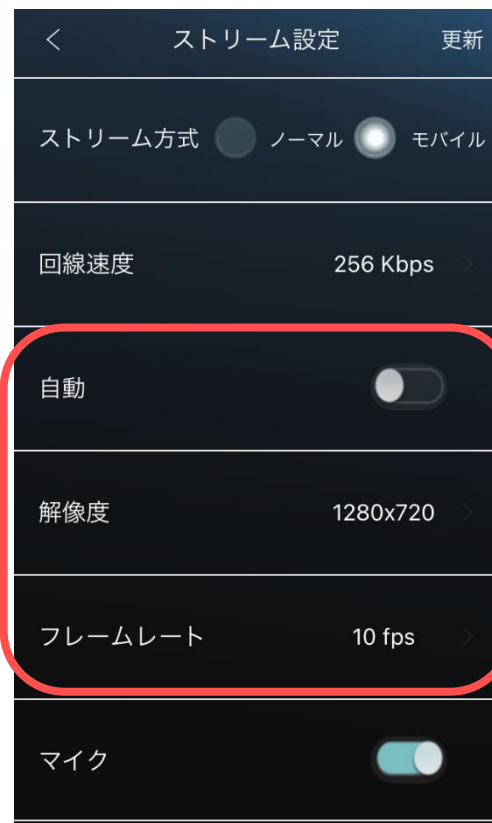 ストリーム設定 更新
ストリーム方式 ノーマル モバイル
回線速度 256 Kbps
自動
解像度 1280x720
フレームレート 10 fps
マイク